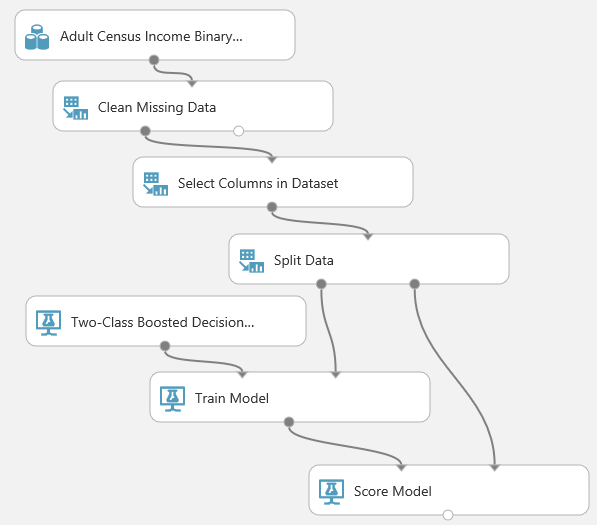 Adult Census Income Binary...
Clean Missing Data
Select Columns in Dataset
Split Data
Two-Class Boosted Decision...
Train Model
Score Model